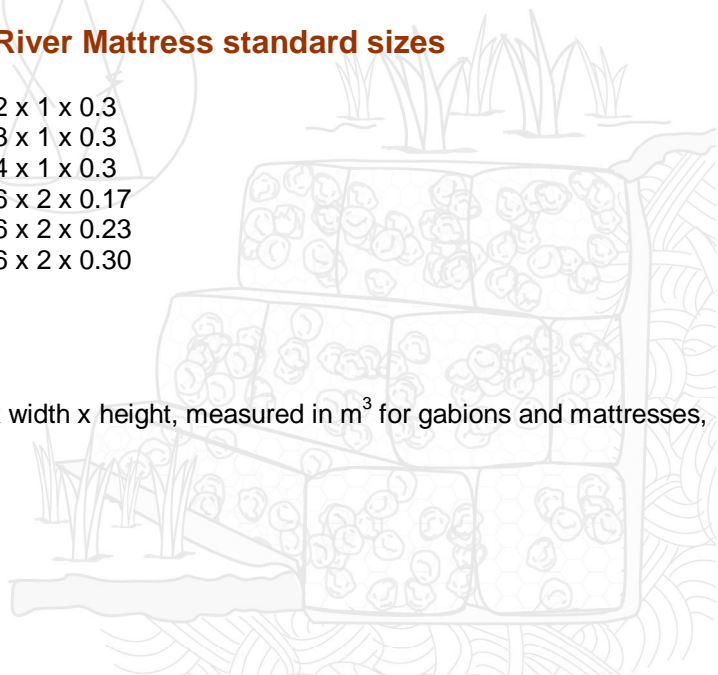 River Mattress standard sizes
2 x 1 x 0.3
3 x 1 x 0.3
4 x 1 x 0.3
6 x 2 x 0.17
6 x 2 x 0.23
6 x 2 x 0.30
width x height, measured in m³ for gabions and mattresses,